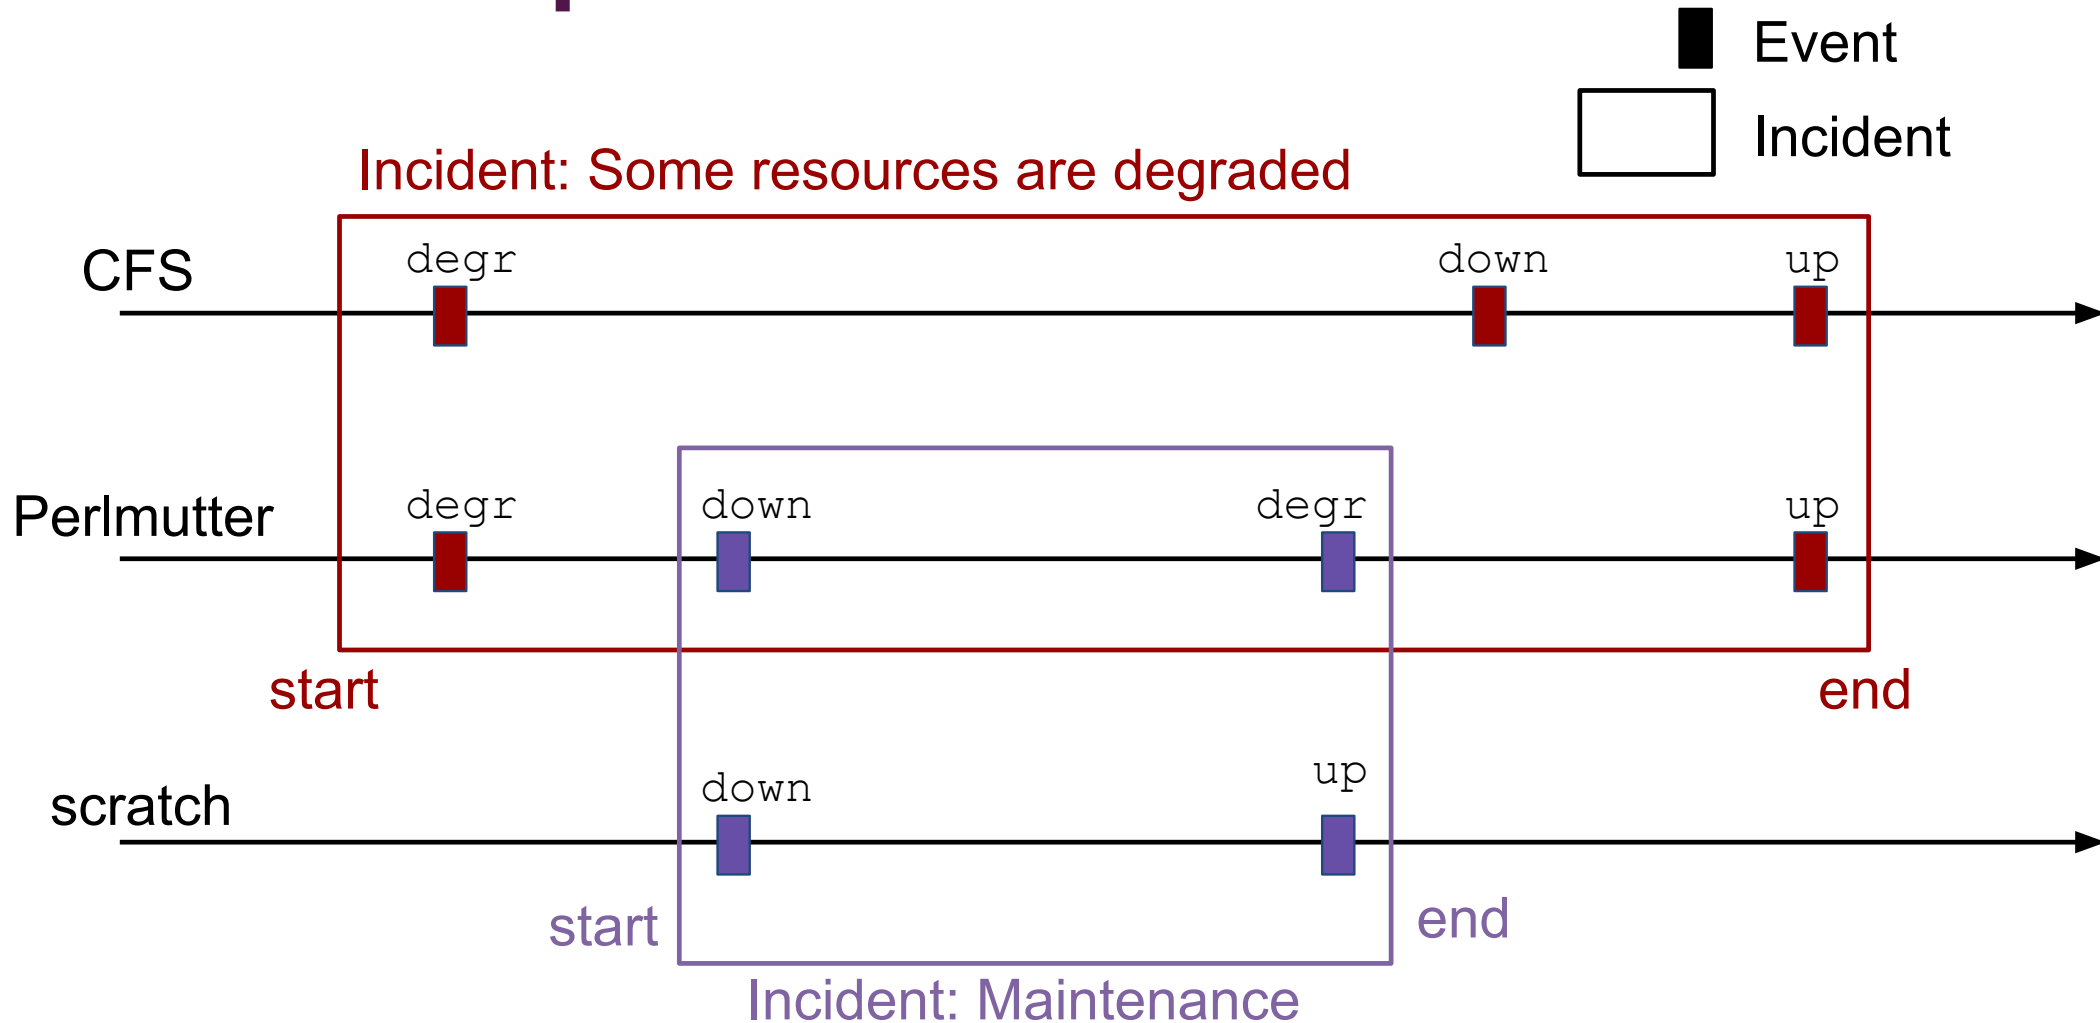 Event
Incident
Incident: Some resources are degraded
CFS
degr
down
up
Perlmutter
degr
down
degr
up
start
end
scratch
down
up
start
end
Incident: Maintenance